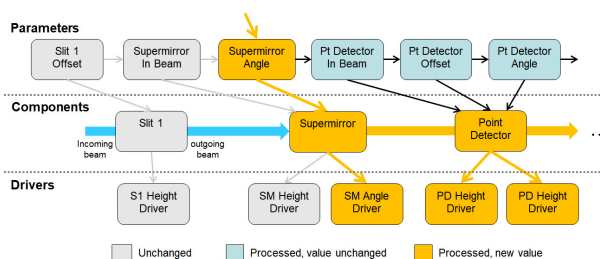 Parameters
Slit 1
Offset
Supermirror
In Beam
Supermirror
Angle
Pt Detector
In Beam
Pt Detector
Offset
Pt Detector
Angle
Components
Slit 1
Supermirror
Point
Detector
Incoming
beam
outgoing
beam
. .
Drivers
S1 Height
Driver
SM Height
Driver
SM Angle
Driver
PD Height
Driver
PD Height
Driver
Unchanged
Processed, value unchanged
Processed, new value